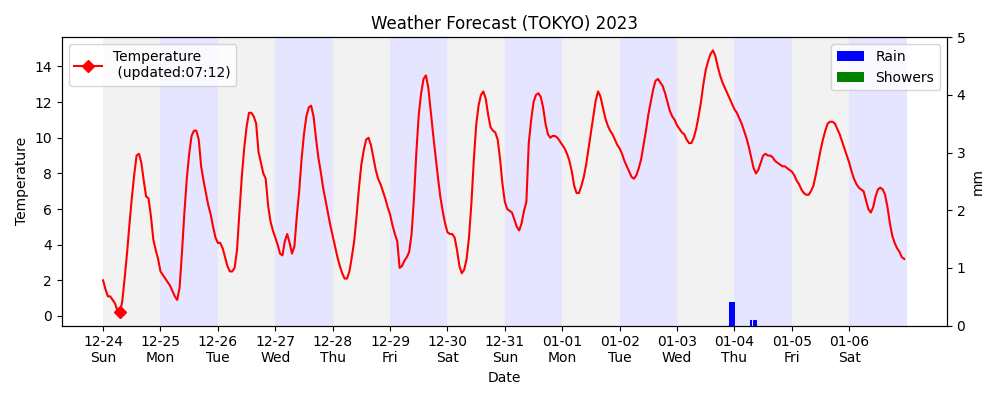 Weather Forecast (TOKYO) 2023
Temperature
(updated:07:12)
Rain
Showers
Temperature
14
12
10
8
6
4
2
0
5
4
3
2
1
0
mm
12-24 12-25 12-26 12-27 12-28 12-29 12-30 12-31 01-01 01-02 01-03 01-04 01-05 01-06
Sun Mon Tue Wed Thu Fri Sat Sun Mon Tue Wed Thu Fri Sat
Date